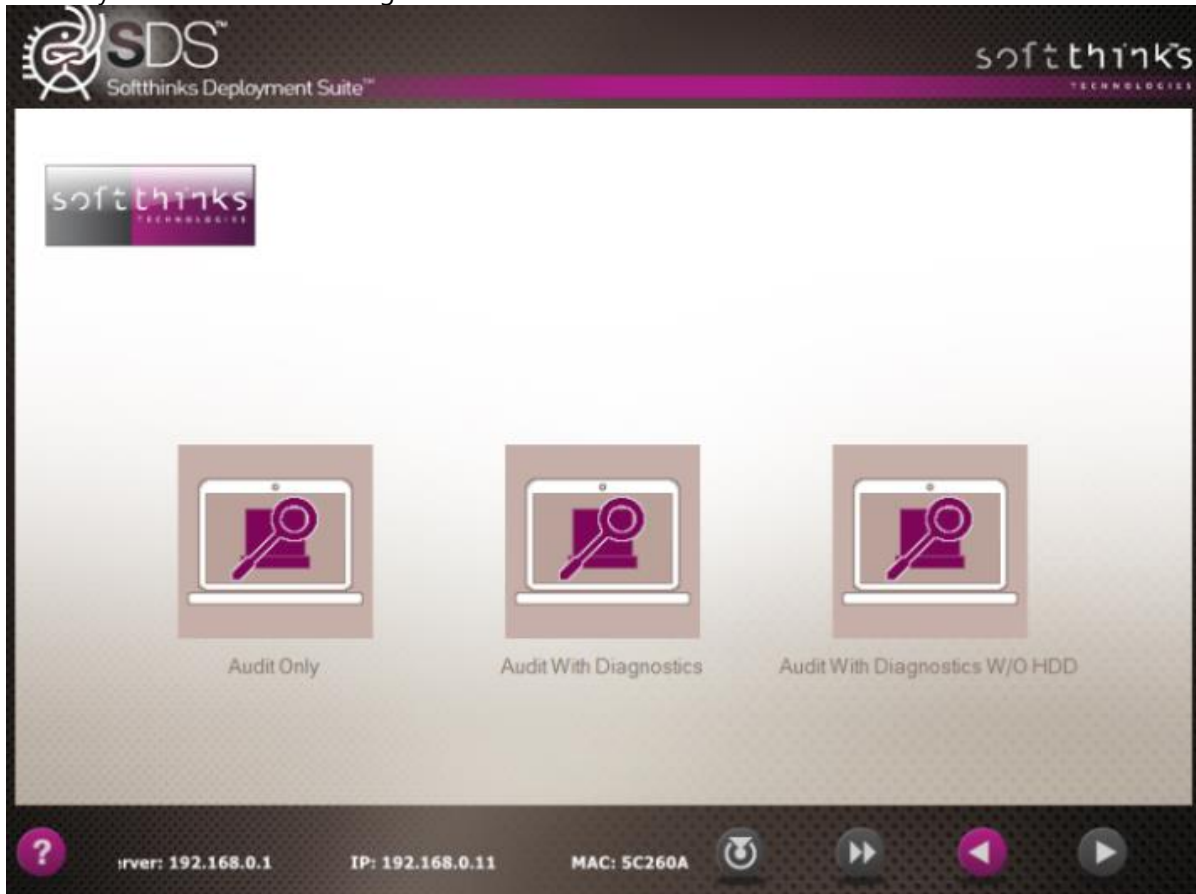 SDS™
Softthinks Deployment Suite™
softthinks
TECHNOLOGIES
softthinks
TECHNOLOGIES
Audit Only
Audit With Diagnostics
Audit With Diagnostics W/O HDD
?
rver: 192.168.0.1
IP: 192.168.0.11
MAC: 5C260A